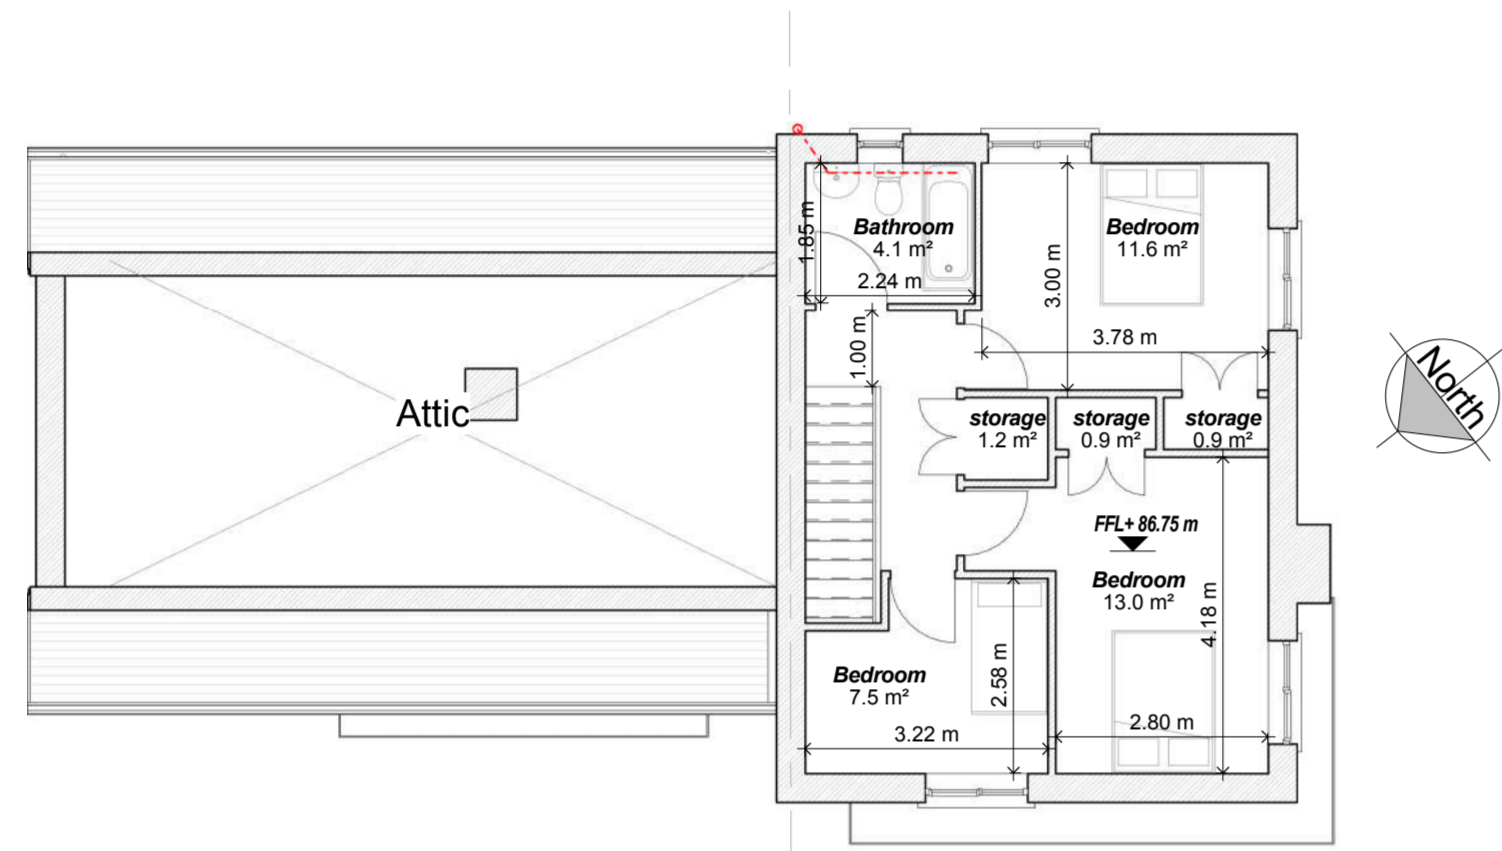 Bathroom
4.1 m²
1.85 m
2.24 m
Bedroom
11.6 m²
3.00 m
3.78 m
1.00 m
North
Attic
storage
1.2 m²
storage
0.9 m²
storage
0.9 m²
FFL+ 86.75 m
Bedroom
13.0 m²
4.18 m
2.80 m
Bedroom
7.5 m²
2.58 m
3.22 m